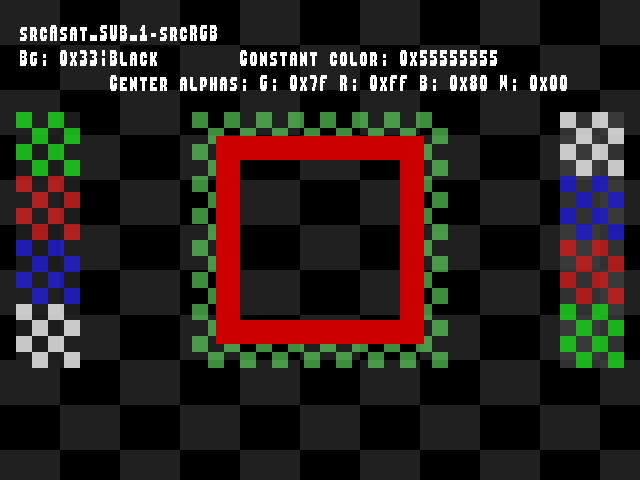 srcAsat_SUB_1-srcRGB
Bg: 0x33;Black Constant color: 0x55555555
Center alphas: G: 0x7f R: 0xff B: 0x80 W: 0x00